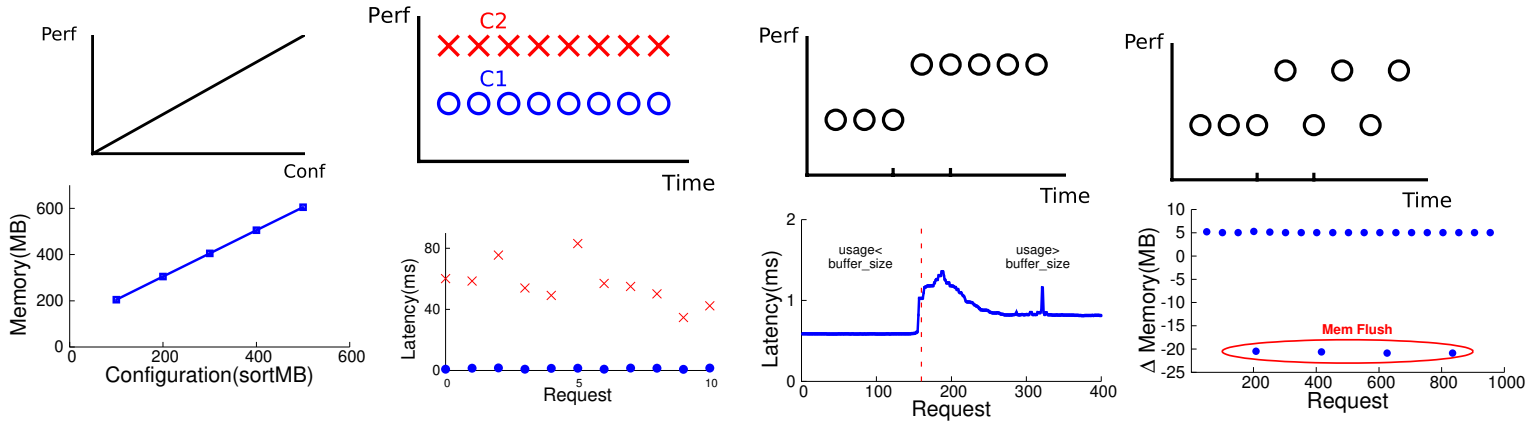 Perf
Conf
Perf
C2
C1
Time
Perf
Time
Perf
Time
Memory(MB)
600
400
200
0
0
200
400
600
Configuration(sortMB)
Latency(ms)
80
40
0
0
5
10
Request
Latency(ms)
2
1
0
usage<
buffer_size
usage>
buffer_size
0
100
200
300
400
Request
Δ Memory(MB)
10
5
0
-5
-10
-15
-20
-25
Mem Flush
200
400
600
800
1000
Request